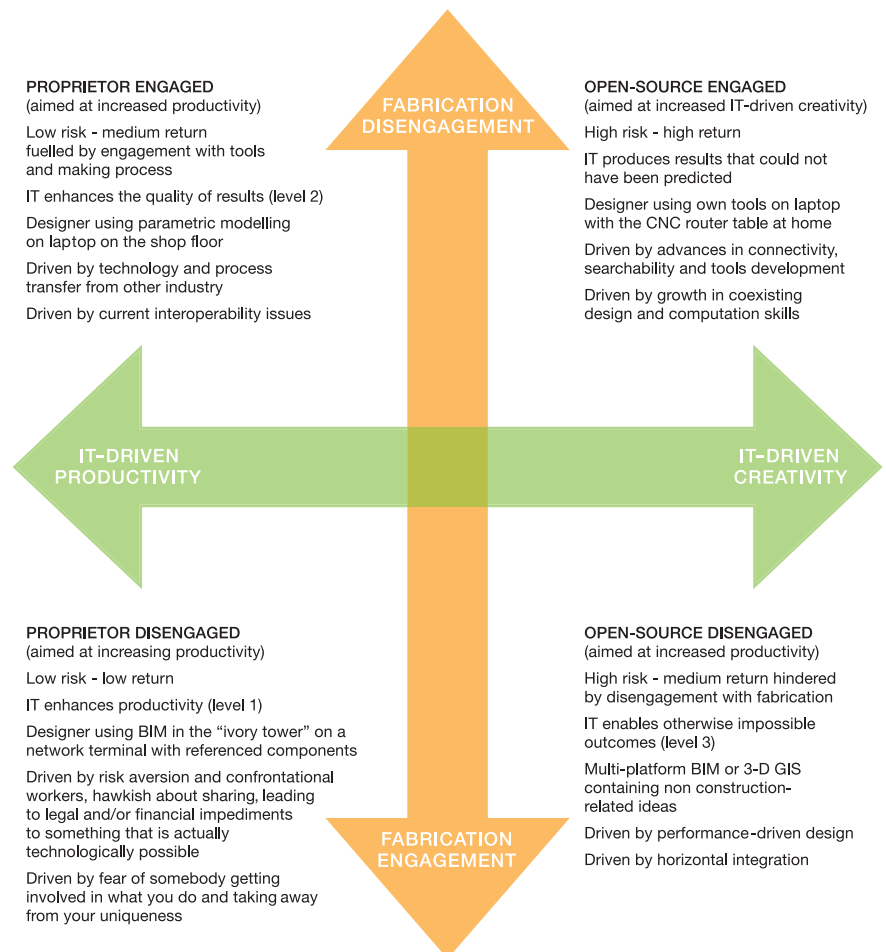 PROPRIETOR ENGAGED
(aimed at increased productivity)
Low risk - medium return
fuelled by engagement with tools
and making process
IT enhances the quality of results (level 2)
Designer using parametric modelling
on laptop on the shop floor
Driven by technology and process
transfer from other industry
Driven by current interoperability issues
FABRICATION
DISENGAGEMENT
OPEN-SOURCE ENGAGED
(aimed at increased IT-driven creativity)
High risk - high return
IT produces results that could not
have been predicted
Designer using own tools on laptop
with the CNC router table at home
Driven by advances in connectivity,
searchability and tools development
Driven by growth in coexisting
design and computation skills
IT-DRIVEN
PRODUCTIVITY
IT-DRIVEN
CREATIVITY
PROPRIETOR DISENGAGED
(aimed at increasing productivity)
Low risk - low return
IT enhances productivity (level 1)
Designer using BIM in the “ivory tower” on a
network terminal with referenced components
Driven by risk aversion and confrontational
workers, hawkish about sharing, leading
to legal and/or financial impediments
to something that is actually
technologically possible
Driven by fear of somebody getting
involved in what you do and taking away
from your uniqueness
FABRICATION
ENGAGEMENT
OPEN-SOURCE DISENGAGED
(aimed at increased productivity)
High risk - medium return hindered
by disengagement with fabrication
IT enables otherwise impossible
outcomes (level 3)
Multi-platform BIM or 3-D GIS
containing non construction-
related ideas
Driven by performance-driven design
Driven by horizontal integration